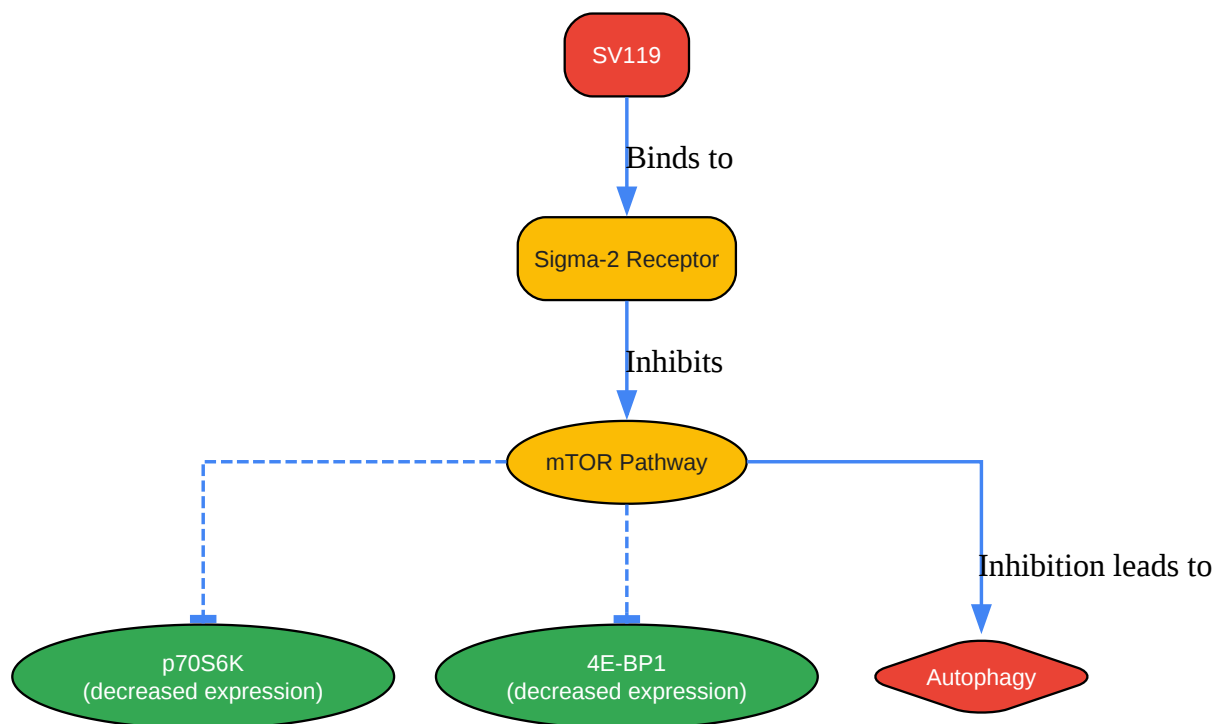 SV119
Binds to
Sigma-2 Receptor
Inhibits
mTOR Pathway
Inhibition leads to
p70S6K
(decreased expression)
4E-BP1
(decreased expression)
Autophagy